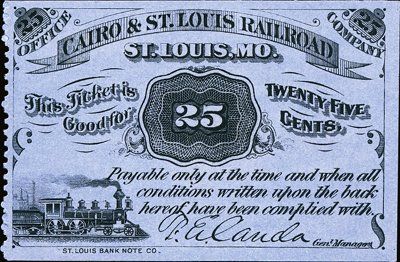 25 25
OFFICE COMPANY
CAIRO & ST. LOUIS RAILROAD
ST. LOUIS, MO.
This Ticket is
Good for
25
TWENTY FIVE
CENTS,
Payable only at the time and when all
conditions written upon the back
hereof have been complied with.
P. E. Canda
Genl. Manager.
ST. LOUIS BANK NOTE CO.